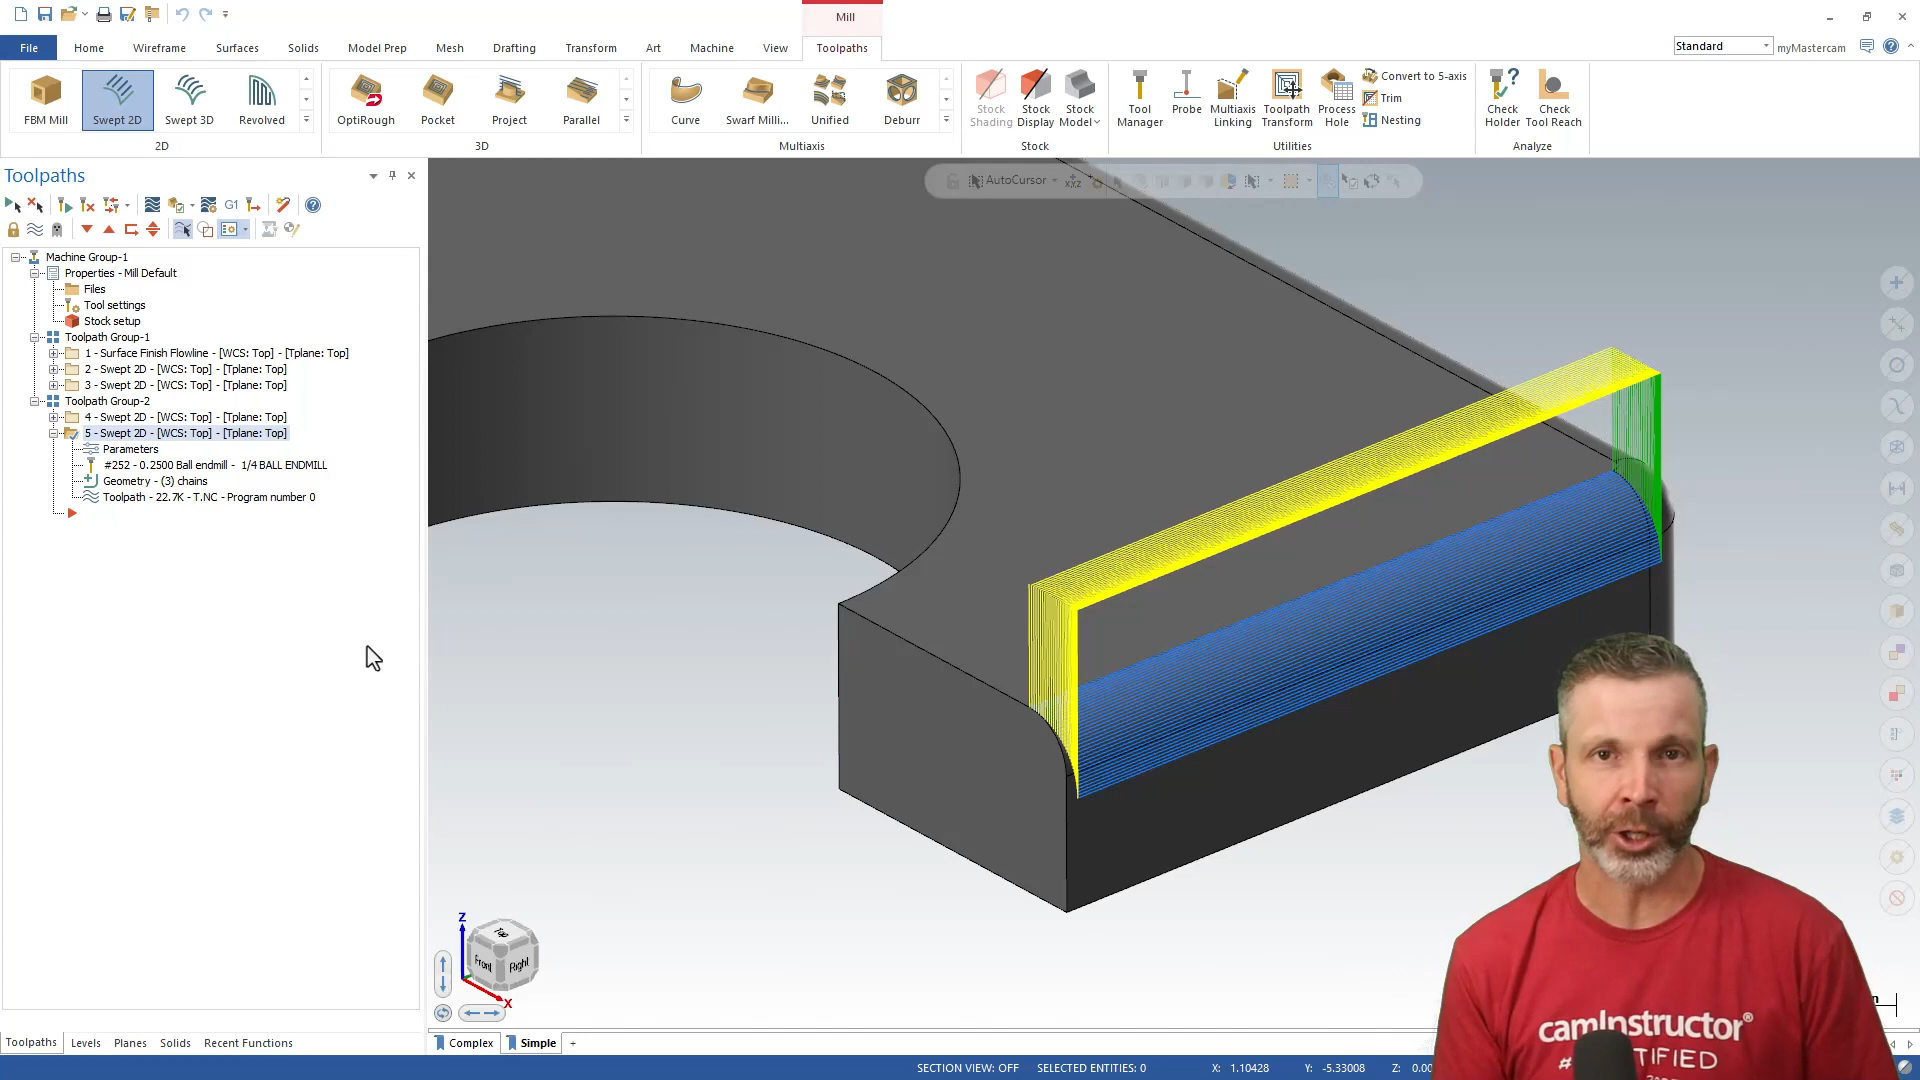 Mill
File Home Wireframe Surfaces Solids Model Prep Mesh Drafting Transform Art Machine View Toolpaths
Standard myMastercam
FBM Mill Swept 2D Swept 3D Revolved
OptiRough Pocket Project Parallel
Curve Swarf Milli... Unified Deburr
Stock Shading Stock Display Stock Model
Tool Manager Probe Multiaxis Linking Toolpath Transform Process Hole
Convert to 5-axis
Trim
Nesting
Check Holder Check Tool Reach
2D 3D Multiaxis Stock Utilities Analyze
Toolpaths
AutoCursor
G1
Machine Group-1
Properties - Mill Default
Files
Tool settings
Stock setup
Toolpath Group-1
1 - Surface Finish Flowline - [WCS: Top] - [Tplane: Top]
2 - Swept 2D - [WCS: Top] - [Tplane: Top]
3 - Swept 2D - [WCS: Top] - [Tplane: Top]
Toolpath Group-2
4 - Swept 2D - [WCS: Top] - [Tplane: Top]
5 - Swept 2D - [WCS: Top] - [Tplane: Top]
Parameters
#252 - 0.2500 Ball endmill - 1/4 BALL ENDMILL
Geometry - (3) chains
Toolpath - 22.7K - T.NC - Program number 0
Z
Top
Front Right
X
camInstructor®
Toolpaths Levels Planes Solids Recent Functions
Complex Simple +
SECTION VIEW: OFF SELECTED ENTITIES: 0 X: 1.10428 Y: -5.33008 Z: